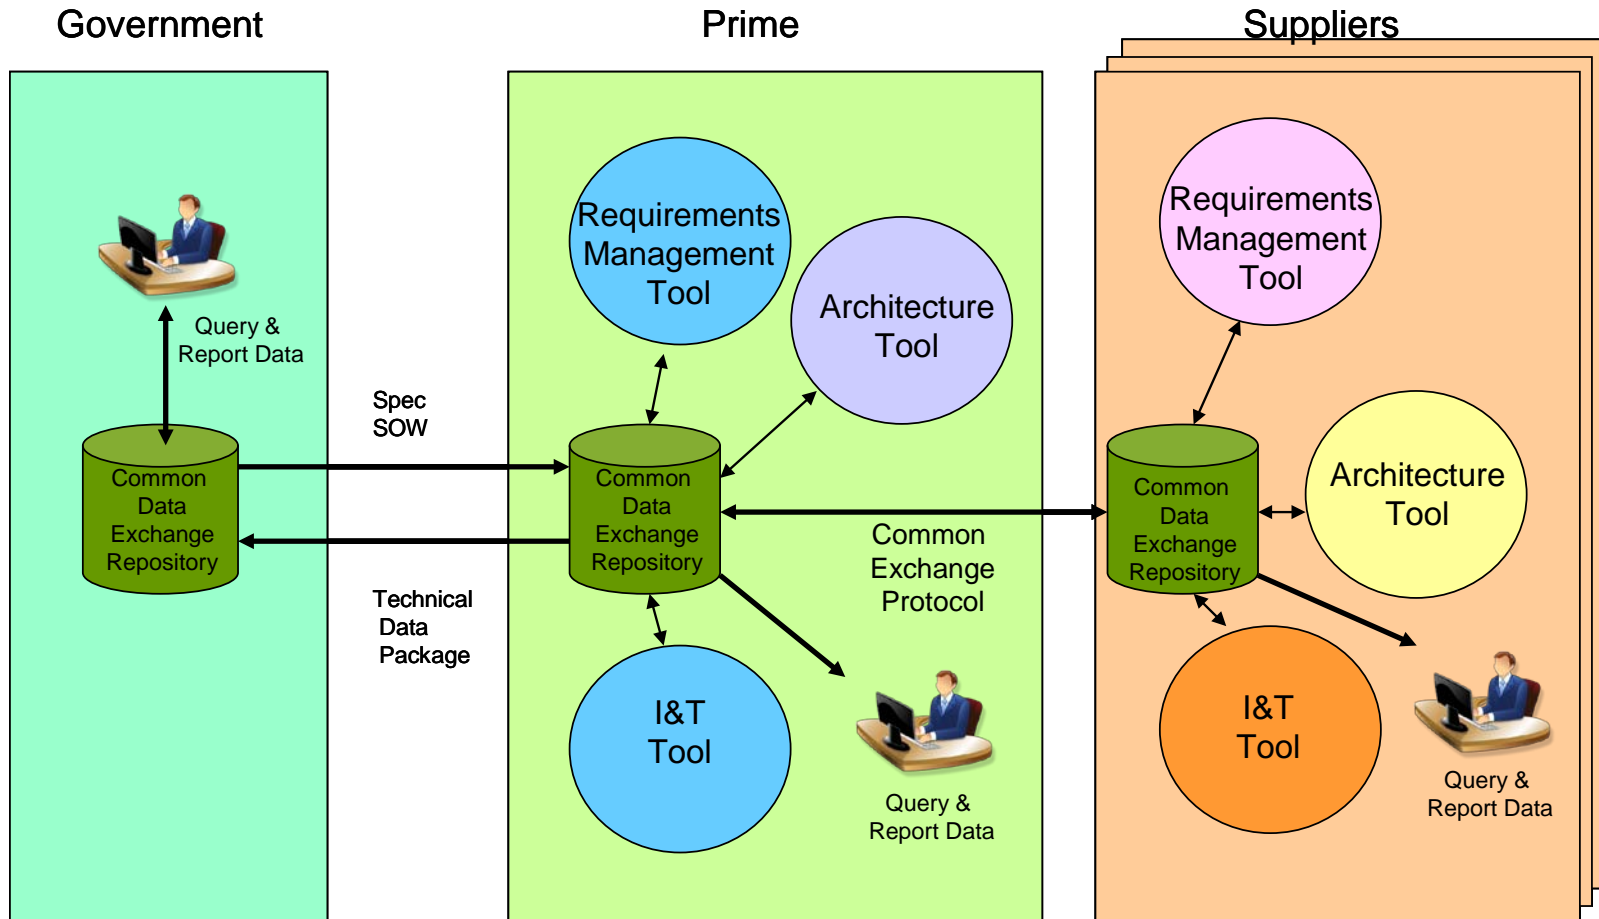 Government
Prime
Suppliers
Query &
Report Data
Common
Data
Exchange
Repository
Spec
SOW
Technical
Data
Package
Requirements
Management
Tool
Architecture
Tool
Common
Data
Exchange
Repository
Common
Exchange
Protocol
I&T
Tool
Query &
Report Data
Requirements
Management
Tool
Common
Data
Exchange
Repository
Architecture
Tool
I&T
Tool
Query &
Report Data